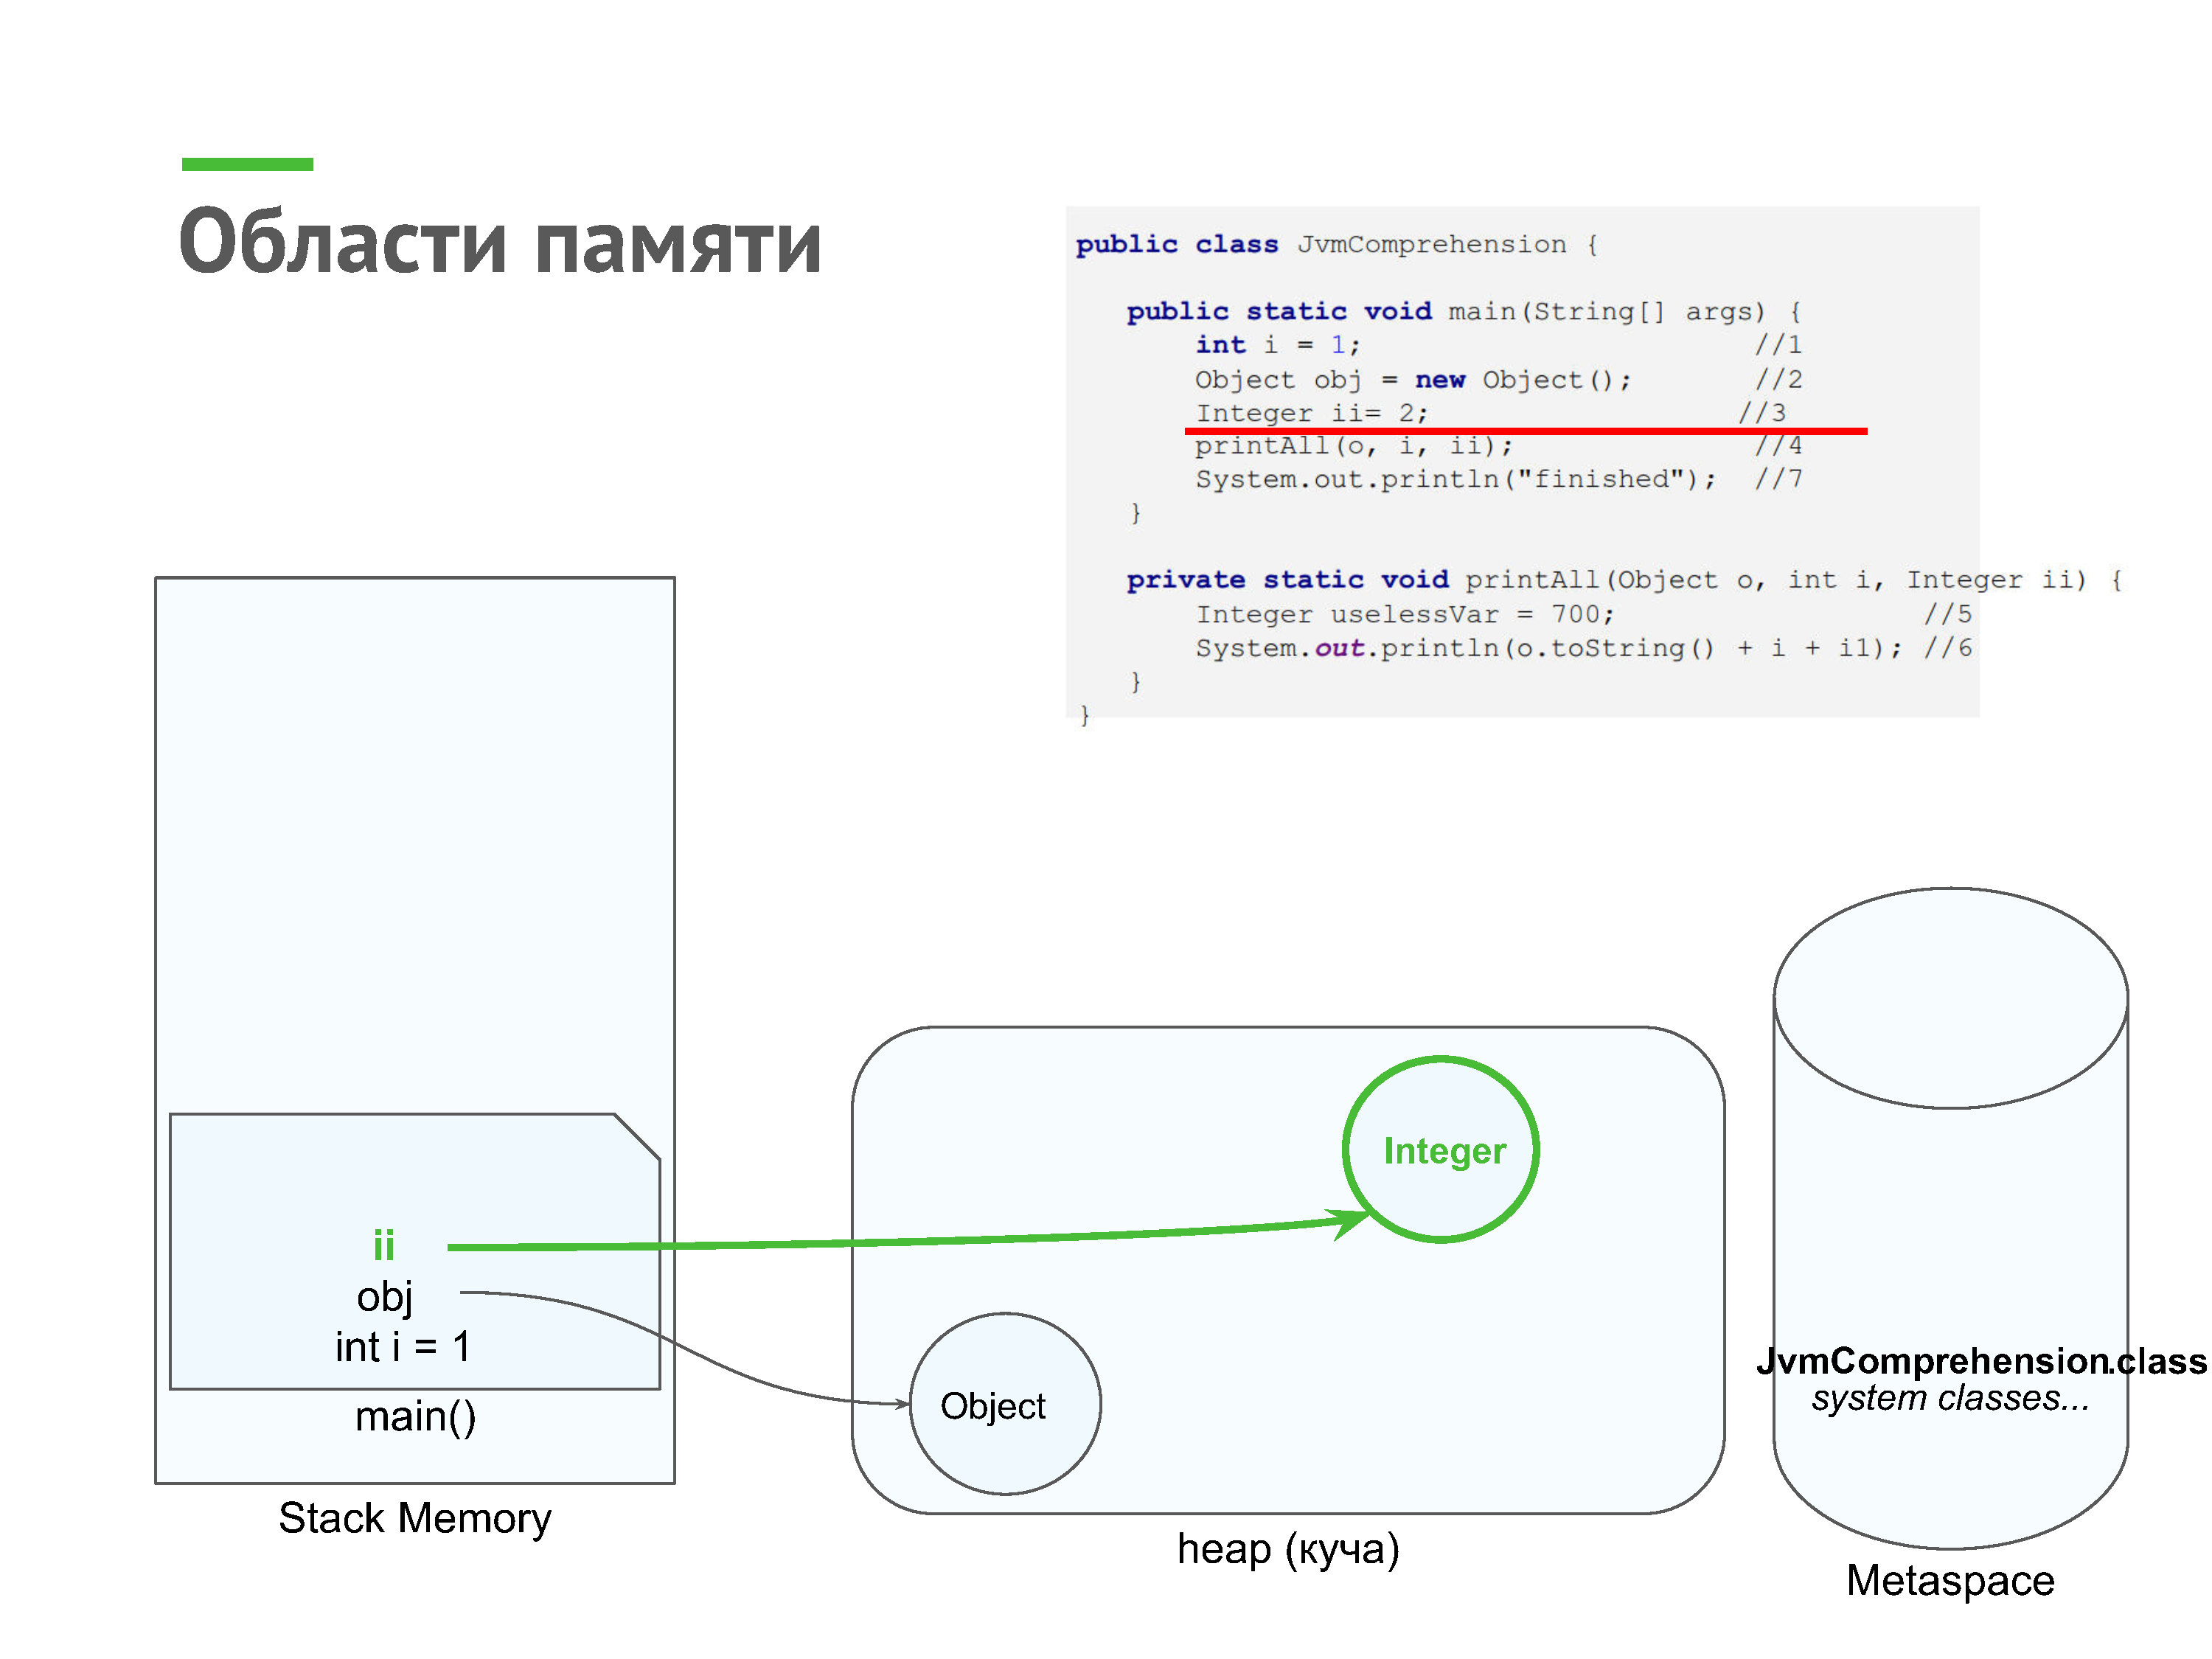 Области памяти
public class JvmComprehension {
public static void main(String[] args) {
int i = 1; //1
Object obj = new Object(); //2
Integer ii= 2; //3
printAll(o, i, ii); //4
System.out.println("finished"); //7
}
private static void printAll(Object o, int i, Integer ii) {
Integer uselessVar = 700; //5
System.out.println(o.toString() + i + i1); //6
}
}
ii
obj
int i = 1
main()
Stack Memory
Integer
Object
heap (куча)
JvmComprehension.class
system classes...
Metaspace